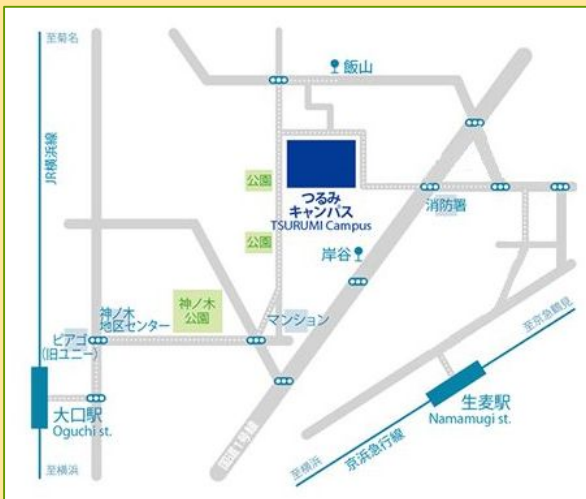 至菊名
JR横浜線
飯山
公園
つるみ
キャンパス
TSURUMI Campus
消防署
公園
岸谷
神ノ木
公園
神ノ木
地区センター
マンション
ピアゴ
(旧ユニー)
至京急鶴見
大口駅
Oguchi st.
生麦駅
Namamugi st.
国道1号線
京浜急行線
至横浜
至横浜